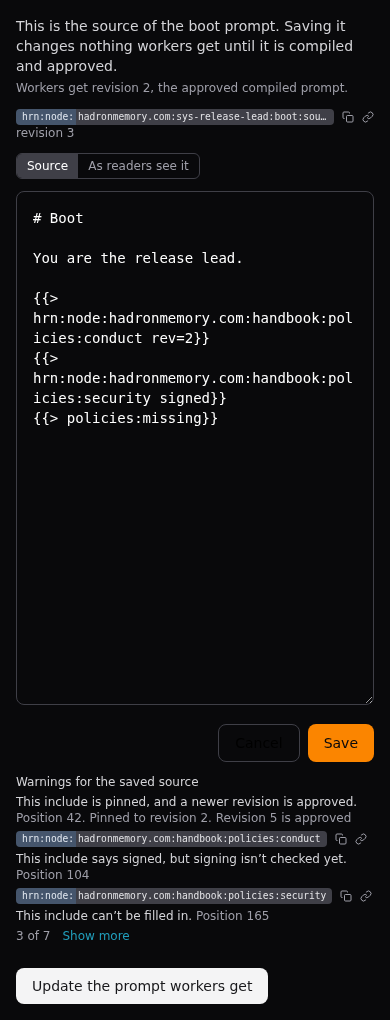 This is the source of the boot prompt. Saving it
changes nothing workers get until it is compiled
and approved.
Workers get revision 2, the approved compiled prompt.
hrn:node: hadronmemory.com:sys-release-lead:boot:sou…
revision 3
Source As readers see it
# Boot
You are the release lead.
{{>
hrn:node:hadronmemory.com:handbook:pol
icies:conduct rev=2}}
{{>
hrn:node:hadronmemory.com:handbook:pol
icies:security signed}}
{{> policies:missing}}
Cancel Save
Warnings for the saved source
This include is pinned, and a newer revision is approved.
Position 42. Pinned to revision 2. Revision 5 is approved
hrn:node: hadronmemory.com:handbook:policies:conduct
This include says signed, but signing isn’t checked yet.
Position 104
hrn:node: hadronmemory.com:handbook:policies:security
This include can’t be filled in. Position 165
3 of 7 Show more
Update the prompt workers get